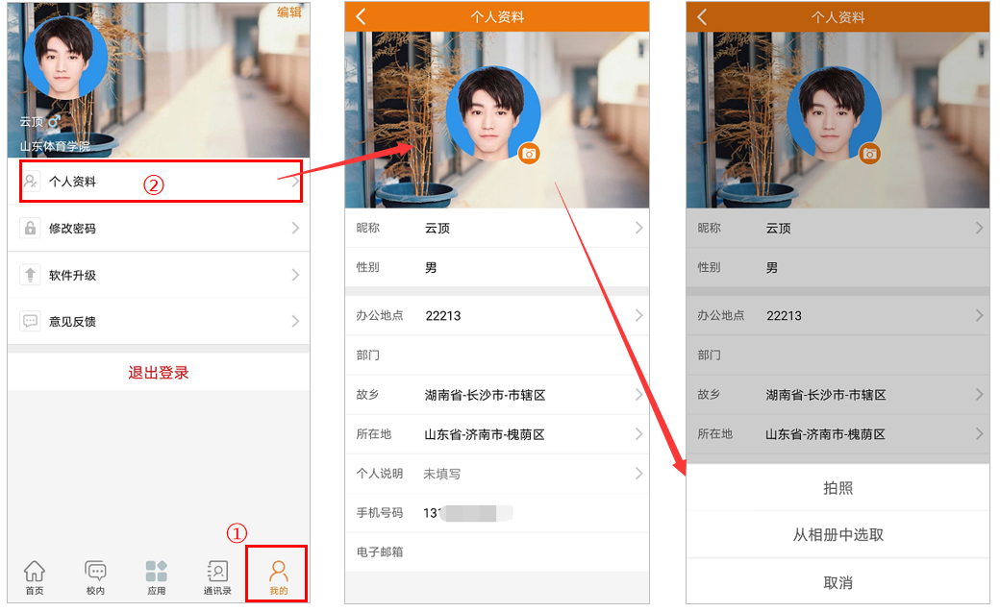 编辑
云顶
山东体育学院
个人资料
②
修改密码
软件升级
意见反馈
退出登录
①
首页
校内
应用
通讯录
我的
个人资料
昵称 云顶
性别 男
办公地点 22213
部门
故乡 湖南省-长沙市-市辖区
所在地 山东省-济南市-槐荫区
个人说明 未填写
手机号码 131
电子邮箱
个人资料
昵称 云顶
性别 男
办公地点 22213
部门
故乡 湖南省-长沙市-市辖区
所在地 山东省-济南市-槐荫区
拍照
从相册中选取
取消